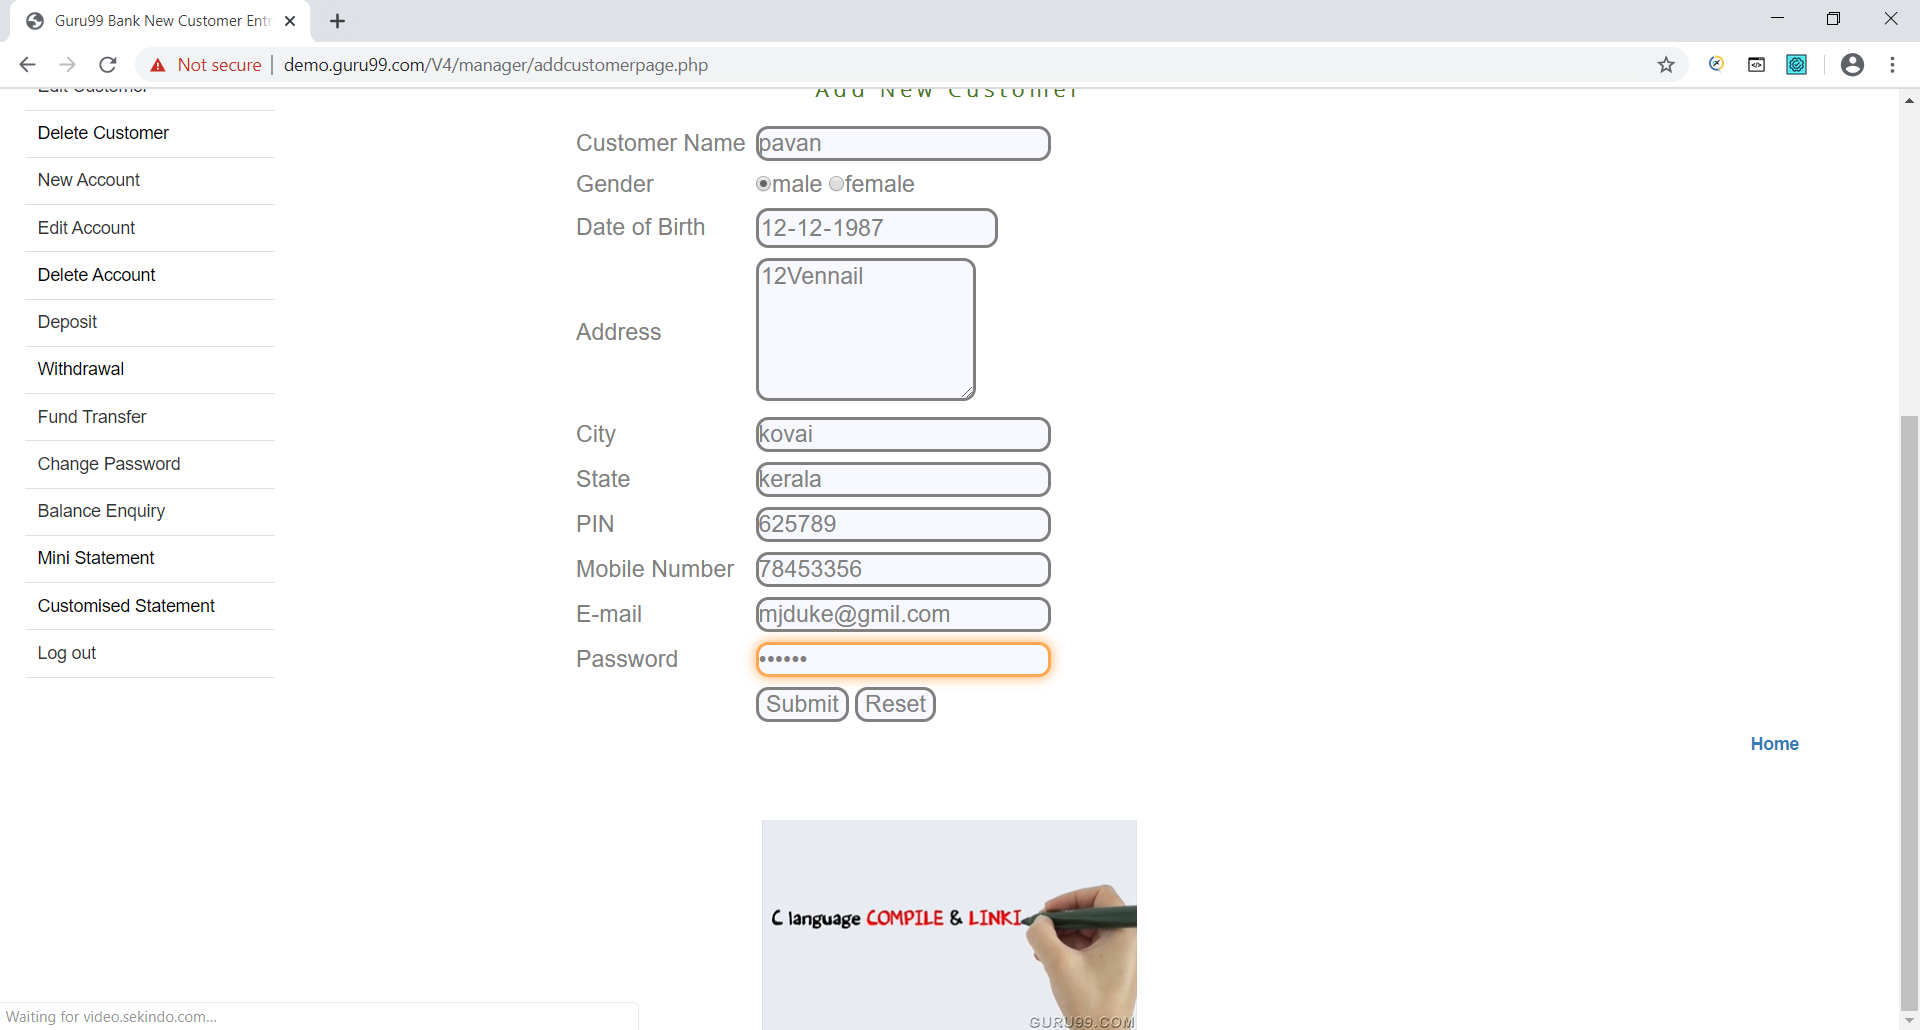 Guru99 Bank New Customer Entr
Not secure | demo.guru99.com/V4/manager/addcustomerpage.php
Edit Customer
Delete Customer
New Account
Edit Account
Delete Account
Deposit
Withdrawal
Fund Transfer
Change Password
Balance Enquiry
Mini Statement
Customised Statement
Log out
Add New Customer
Customer Name pavan
Gender male female
Date of Birth 12-12-1987
Address 12Vennail
City kovai
State kerala
PIN 625789
Mobile Number 78453356
E-mail mjduke@gmil.com
Password ••••••
Submit Reset
Home
C language COMPILE & LINKI
GURU99.COM
Waiting for video.sekindo.com...